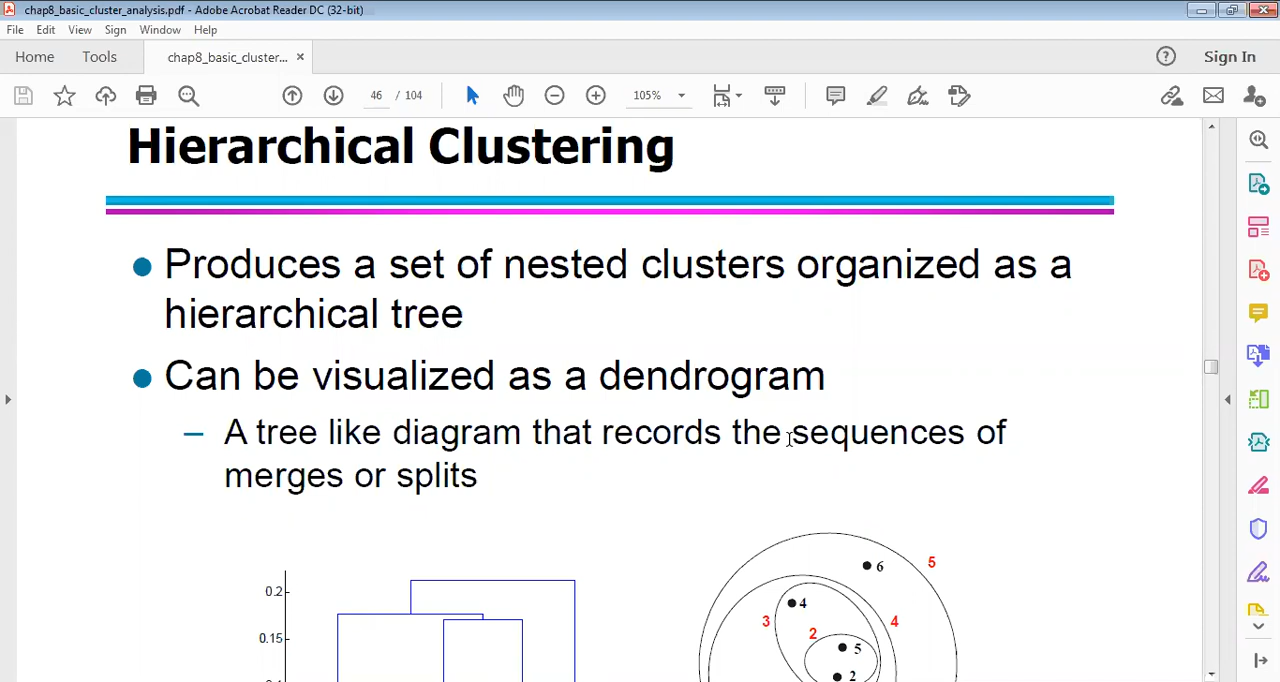 chap8_basic_cluster_analysis.pdf - Adobe Acrobat Reader DC (32-bit)
File Edit View Sign Window Help
Home Tools chap8_basic_cluster... × Sign In
46 / 104 105%
Hierarchical Clustering
Produces a set of nested clusters organized as a
hierarchical tree
Can be visualized as a dendrogram
– A tree like diagram that records the sequences of
merges or splits
0.2
0.15
6 5
4
3 4
2
5
2